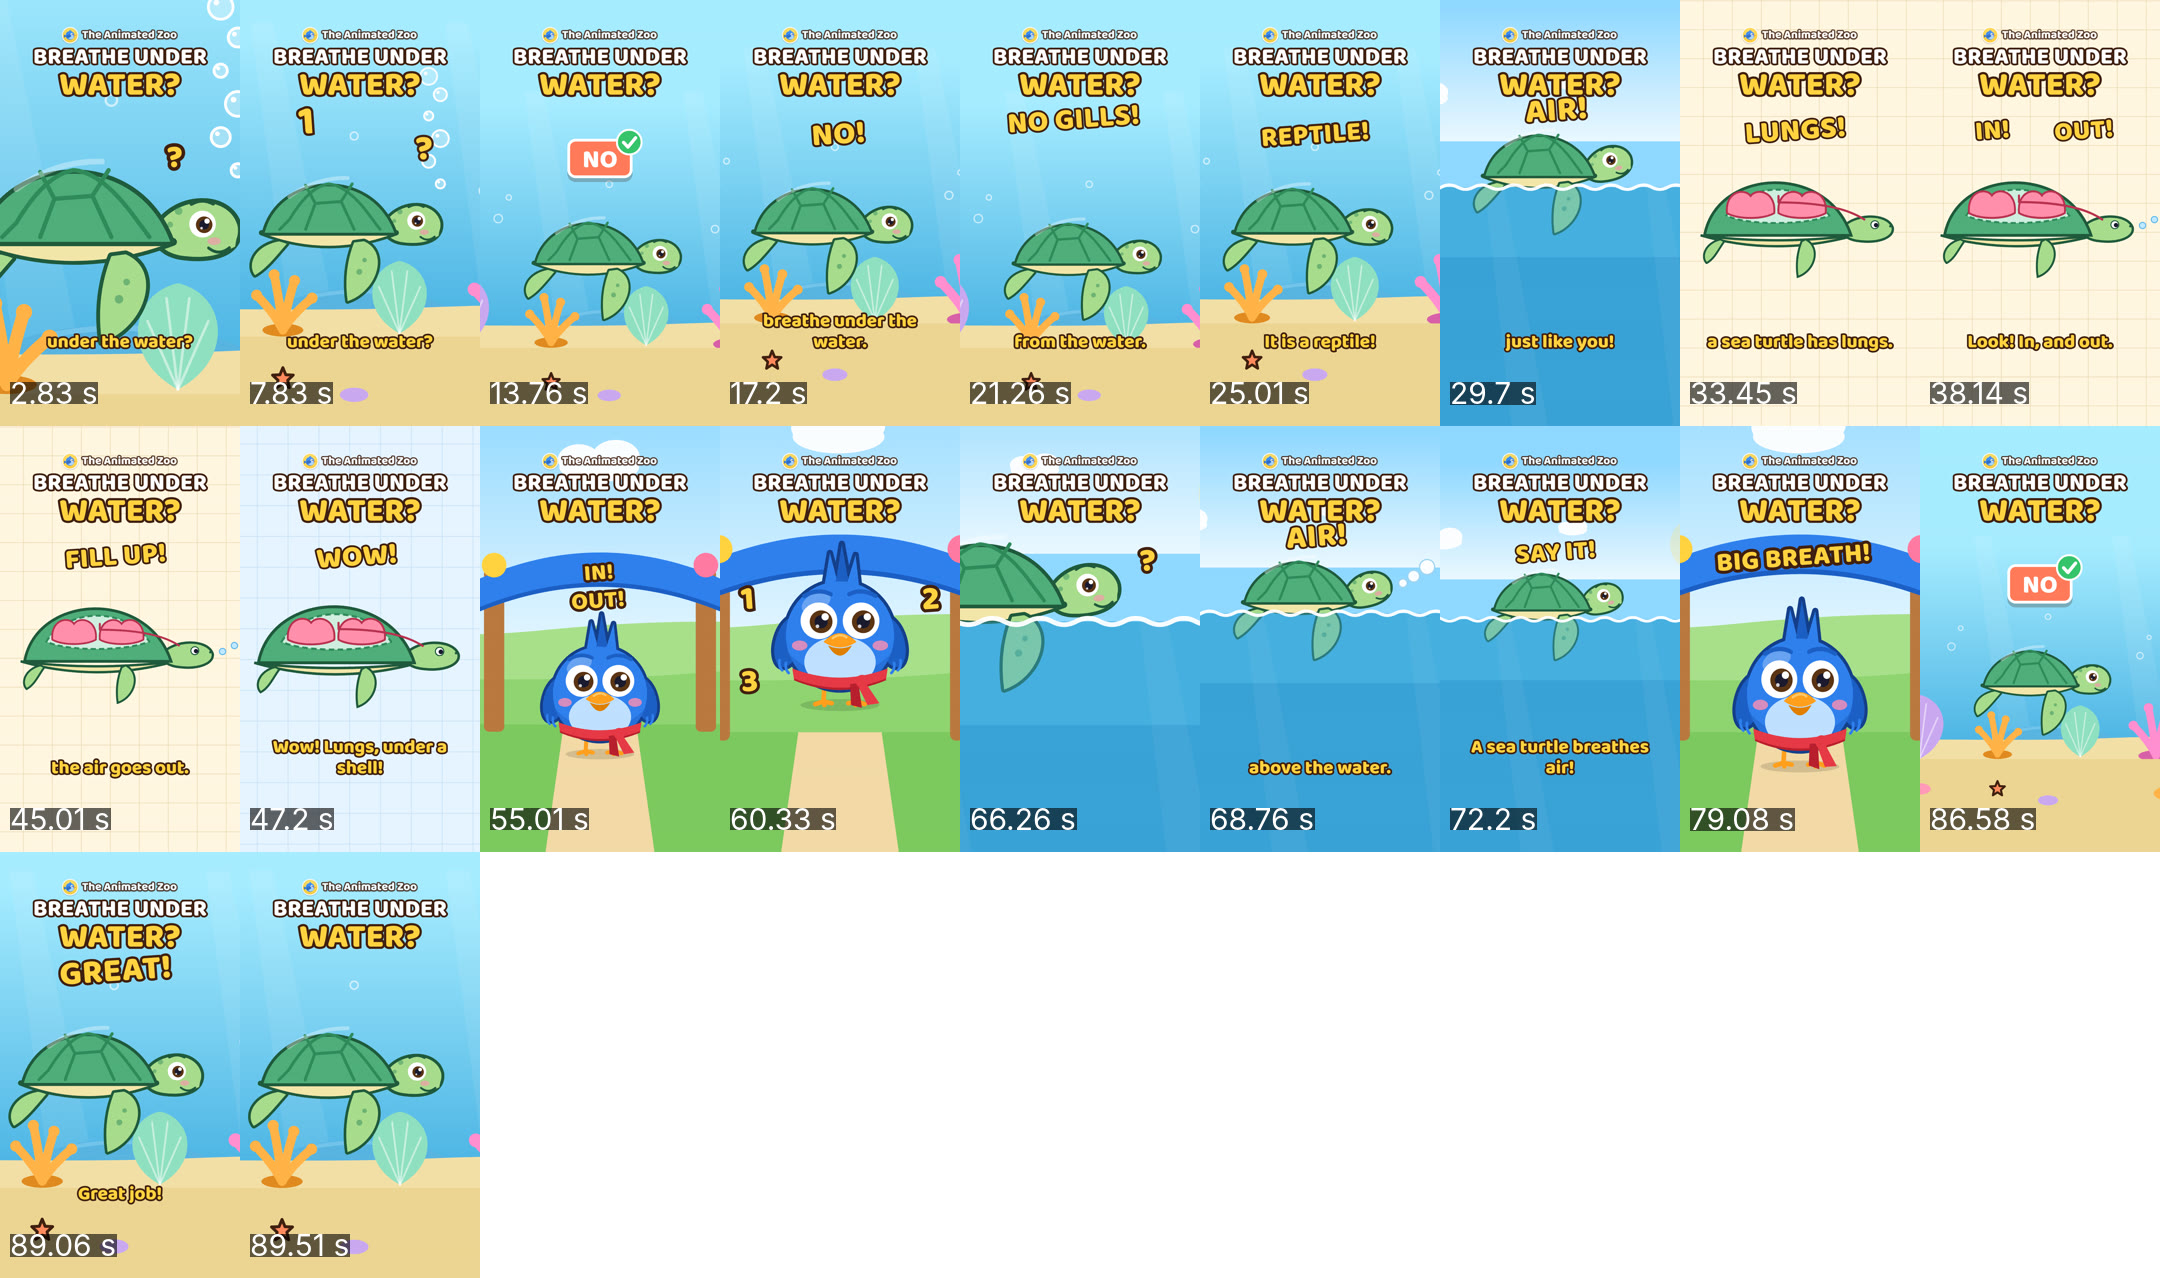 The Animated Zoo
BREATHE UNDER
WATER?
?
under the water?
2.83 s
The Animated Zoo
BREATHE UNDER
WATER?
1
?
under the water?
7.83 s
The Animated Zoo
BREATHE UNDER
WATER?
NO
13.76 s
The Animated Zoo
BREATHE UNDER
WATER?
NO!
breathe under the
water.
17.2 s
The Animated Zoo
BREATHE UNDER
WATER?
NO GILLS!
from the water.
21.26 s
The Animated Zoo
BREATHE UNDER
WATER?
REPTILE!
It is a reptile!
25.01 s
The Animated Zoo
BREATHE UNDER
WATER?
AIR!
just like you!
29.7 s
The Animated Zoo
BREATHE UNDER
WATER?
LUNGS!
a sea turtle has lungs.
33.45 s
The Animated Zoo
BREATHE UNDER
WATER?
IN! OUT!
Look! In, and out.
38.14 s
The Animated Zoo
BREATHE UNDER
WATER?
FILL UP!
the air goes out.
45.01 s
The Animated Zoo
BREATHE UNDER
WATER?
WOW!
Wow! Lungs, under a
shell!
47.2 s
The Animated Zoo
BREATHE UNDER
WATER?
IN!
OUT!
55.01 s
The Animated Zoo
BREATHE UNDER
WATER?
1 2
3
60.33 s
The Animated Zoo
BREATHE UNDER
WATER?
?
66.26 s
The Animated Zoo
BREATHE UNDER
WATER?
AIR!
above the water.
68.76 s
The Animated Zoo
BREATHE UNDER
WATER?
SAY IT!
A sea turtle breathes
air!
72.2 s
The Animated Zoo
BREATHE UNDER
WATER?
BIG BREATH!
79.08 s
The Animated Zoo
BREATHE UNDER
WATER?
NO
86.58 s
The Animated Zoo
BREATHE UNDER
WATER?
GREAT!
Great job!
89.06 s
The Animated Zoo
BREATHE UNDER
WATER?
89.51 s